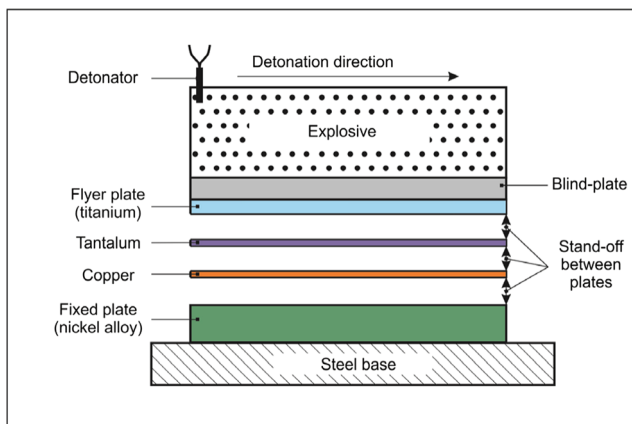 Detonator
Detonation direction
Explosive
Blind-plate
Flyer plate
(titanium)
Tantalum
Stand-off
between
plates
Copper
Fixed plate
(nickel alloy)
Steel base